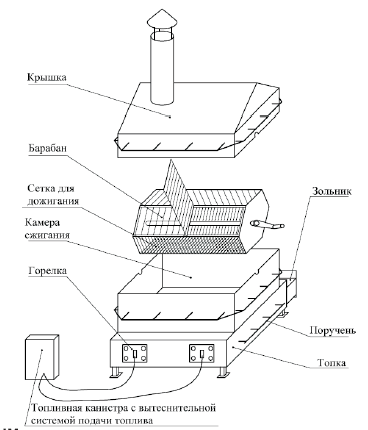 Крышка
Барабан
Сетка для
дожигания
Зольник
Камера
сжигания
Горелка
Поручень
Топка
Топливная канистра с вытеснительной
системой подачи топлива